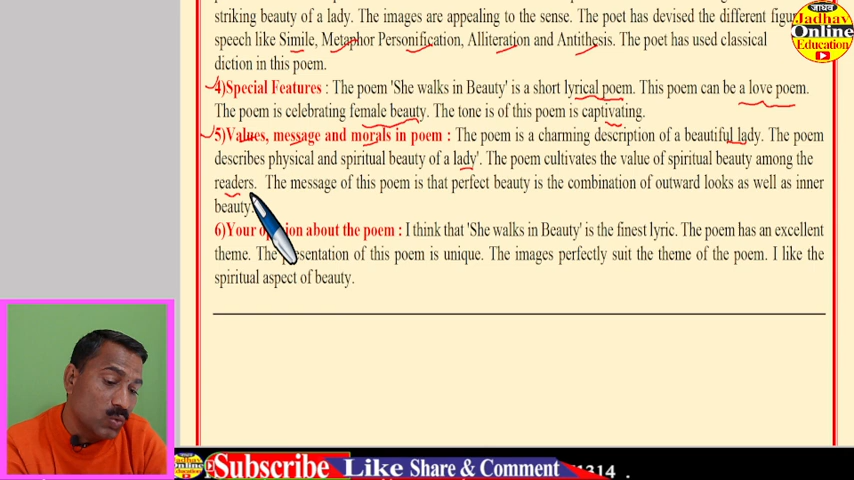 striking beauty of a lady. The images are appealing to the sense. The poet has devised the different figu
speech like Simile, Metaphor Personification, Alliteration and Antithesis. The poet has used classical
diction in this poem.
4)Special Features : The poem 'She walks in Beauty' is a short lyrical poem. This poem can be a love poem.
The poem is celebrating female beauty. The tone is of this poem is captivating.
5)Values, message and morals in poem : The poem is a charming description of a beautiful lady. The poem
describes physical and spiritual beauty of a lady'. The poem cultivates the value of spiritual beauty among the
readers. The message of this poem is that perfect beauty is the combination of outward looks as well as inner
beauty.
6)Your opinion about the poem : I think that 'She walks in Beauty' is the finest lyric. The poem has an excellent
theme. The presentation of this poem is unique. The images perfectly suit the theme of the poem. I like the
spiritual aspect of beauty.
जाधव
Jadhav
Online
Education
Jadhav
Online
Education
Subscribe Like Share & Comment 71314 .